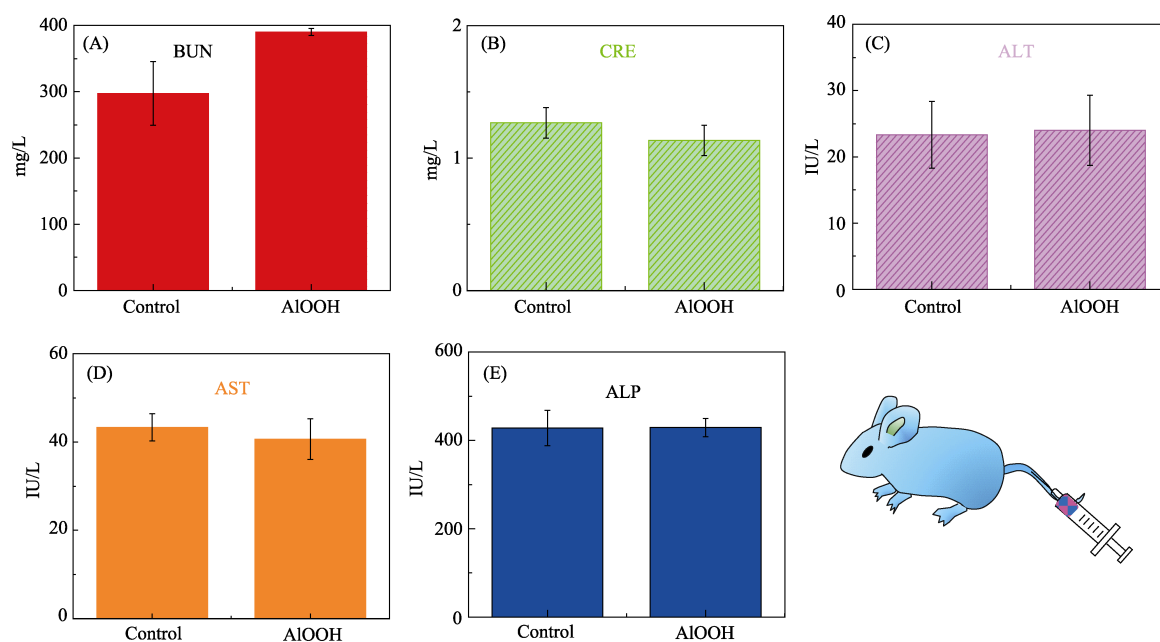 (A)
BUN
400
300
200
100
0
mg/L
Control
AlOOH
(B)
CRE
2
1
0
mg/L
Control
AlOOH
(C)
ALT
40
30
20
10
0
IU/L
Control
AlOOH
(D)
AST
60
40
20
0
IU/L
Control
AlOOH
(E)
ALP
600
400
200
0
IU/L
Control
AlOOH